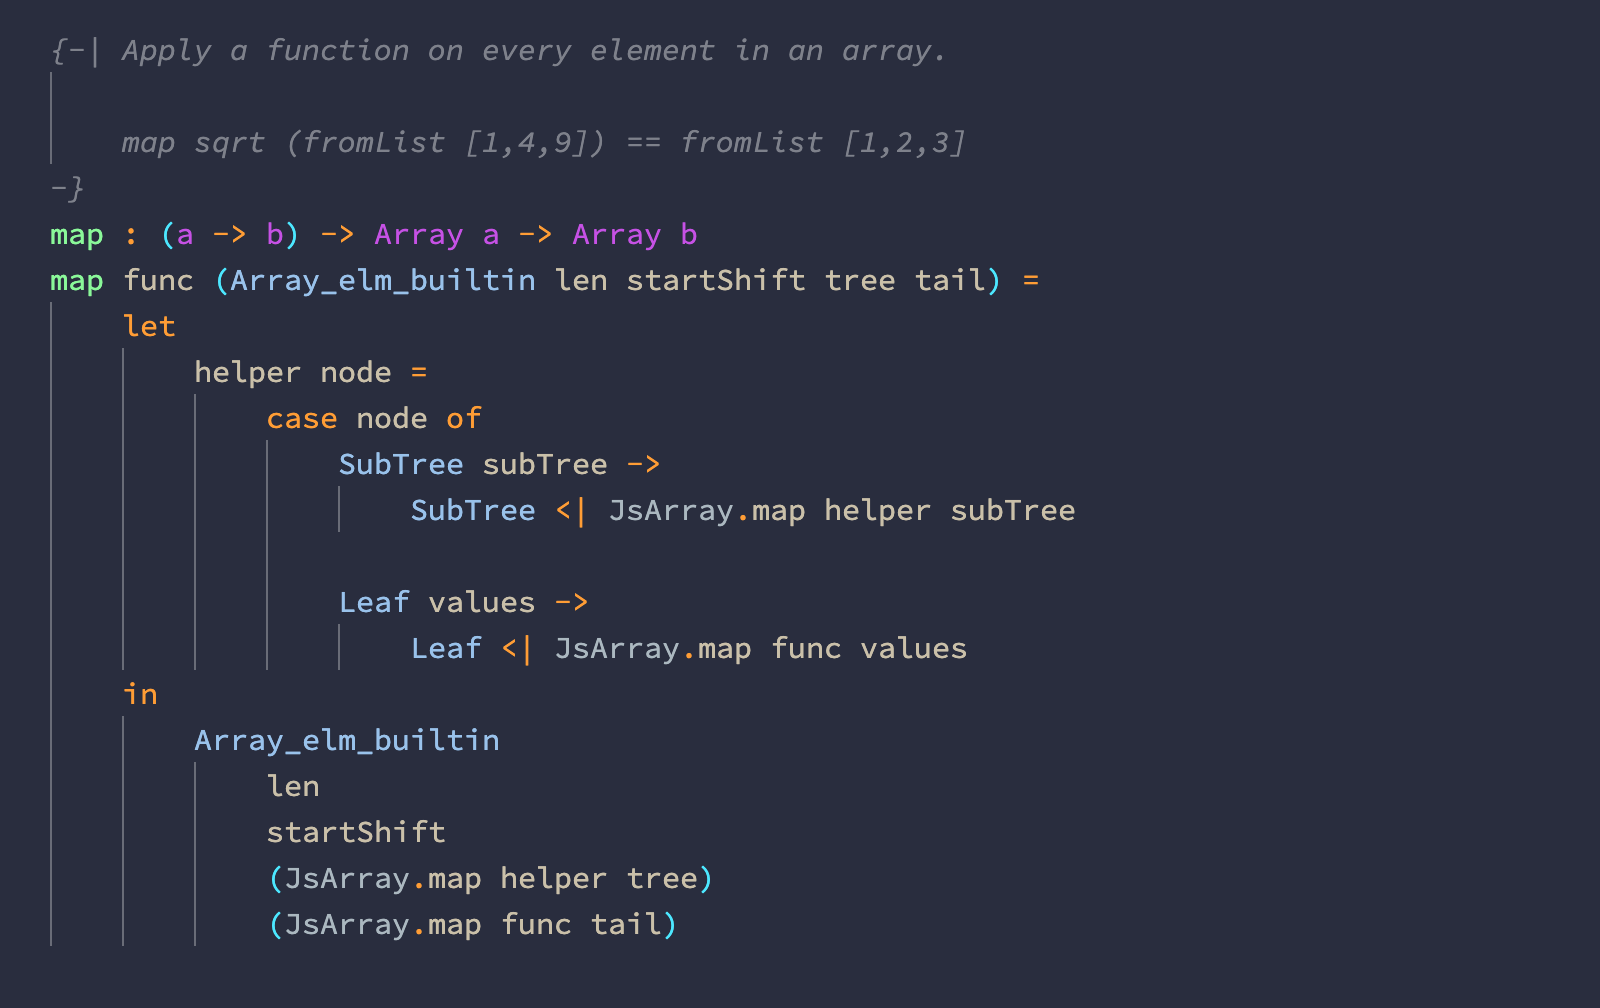 {-| Apply a function on every element in an array.

    map sqrt (fromList [1,4,9]) == fromList [1,2,3]
-}
map : (a -> b) -> Array a -> Array b
map func (Array_elm_builtin len startShift tree tail) =
    let
        helper node =
            case node of
                SubTree subTree ->
                    SubTree <| JsArray.map helper subTree

                Leaf values ->
                    Leaf <| JsArray.map func values
    in
        Array_elm_builtin
            len
            startShift
            (JsArray.map helper tree)
            (JsArray.map func tail)